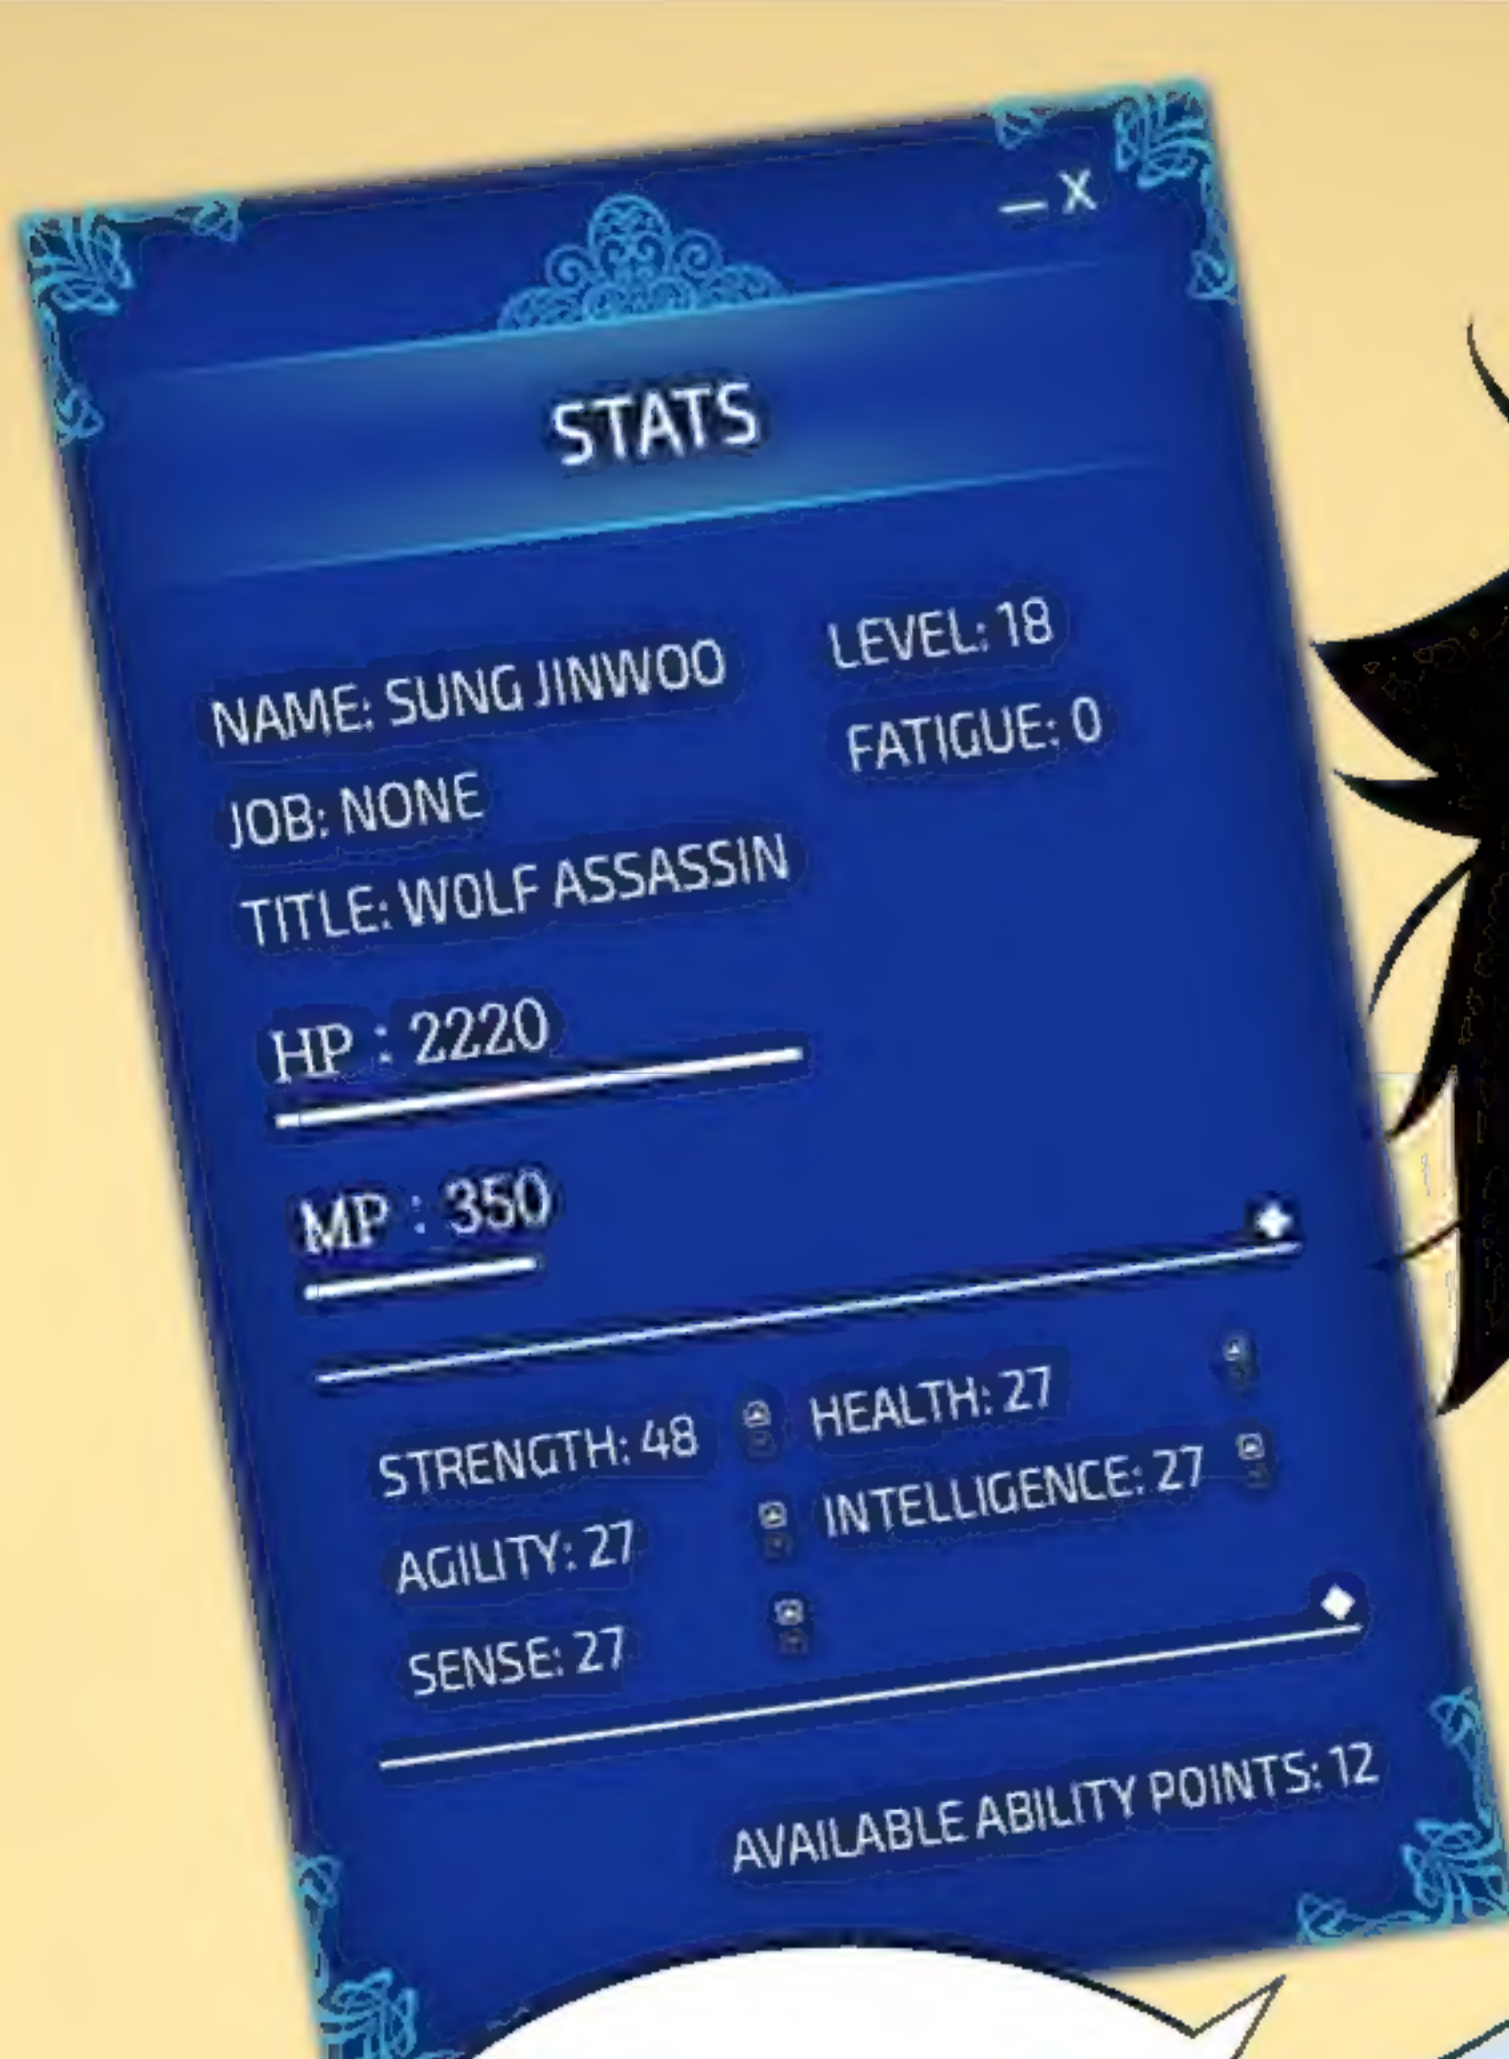 — X
STATS
NAME: SUNG JINWOO
LEVEL: 18
JOB: NONE
FATIGUE: 0
TITLE: WOLF ASSASSIN
HP : 2220
MP : 350
STRENGTH: 48
HEALTH: 27
AGILITY: 27
INTELLIGENCE: 27
SENSE: 27
AVAILABLE ABILITY POINTS: 12